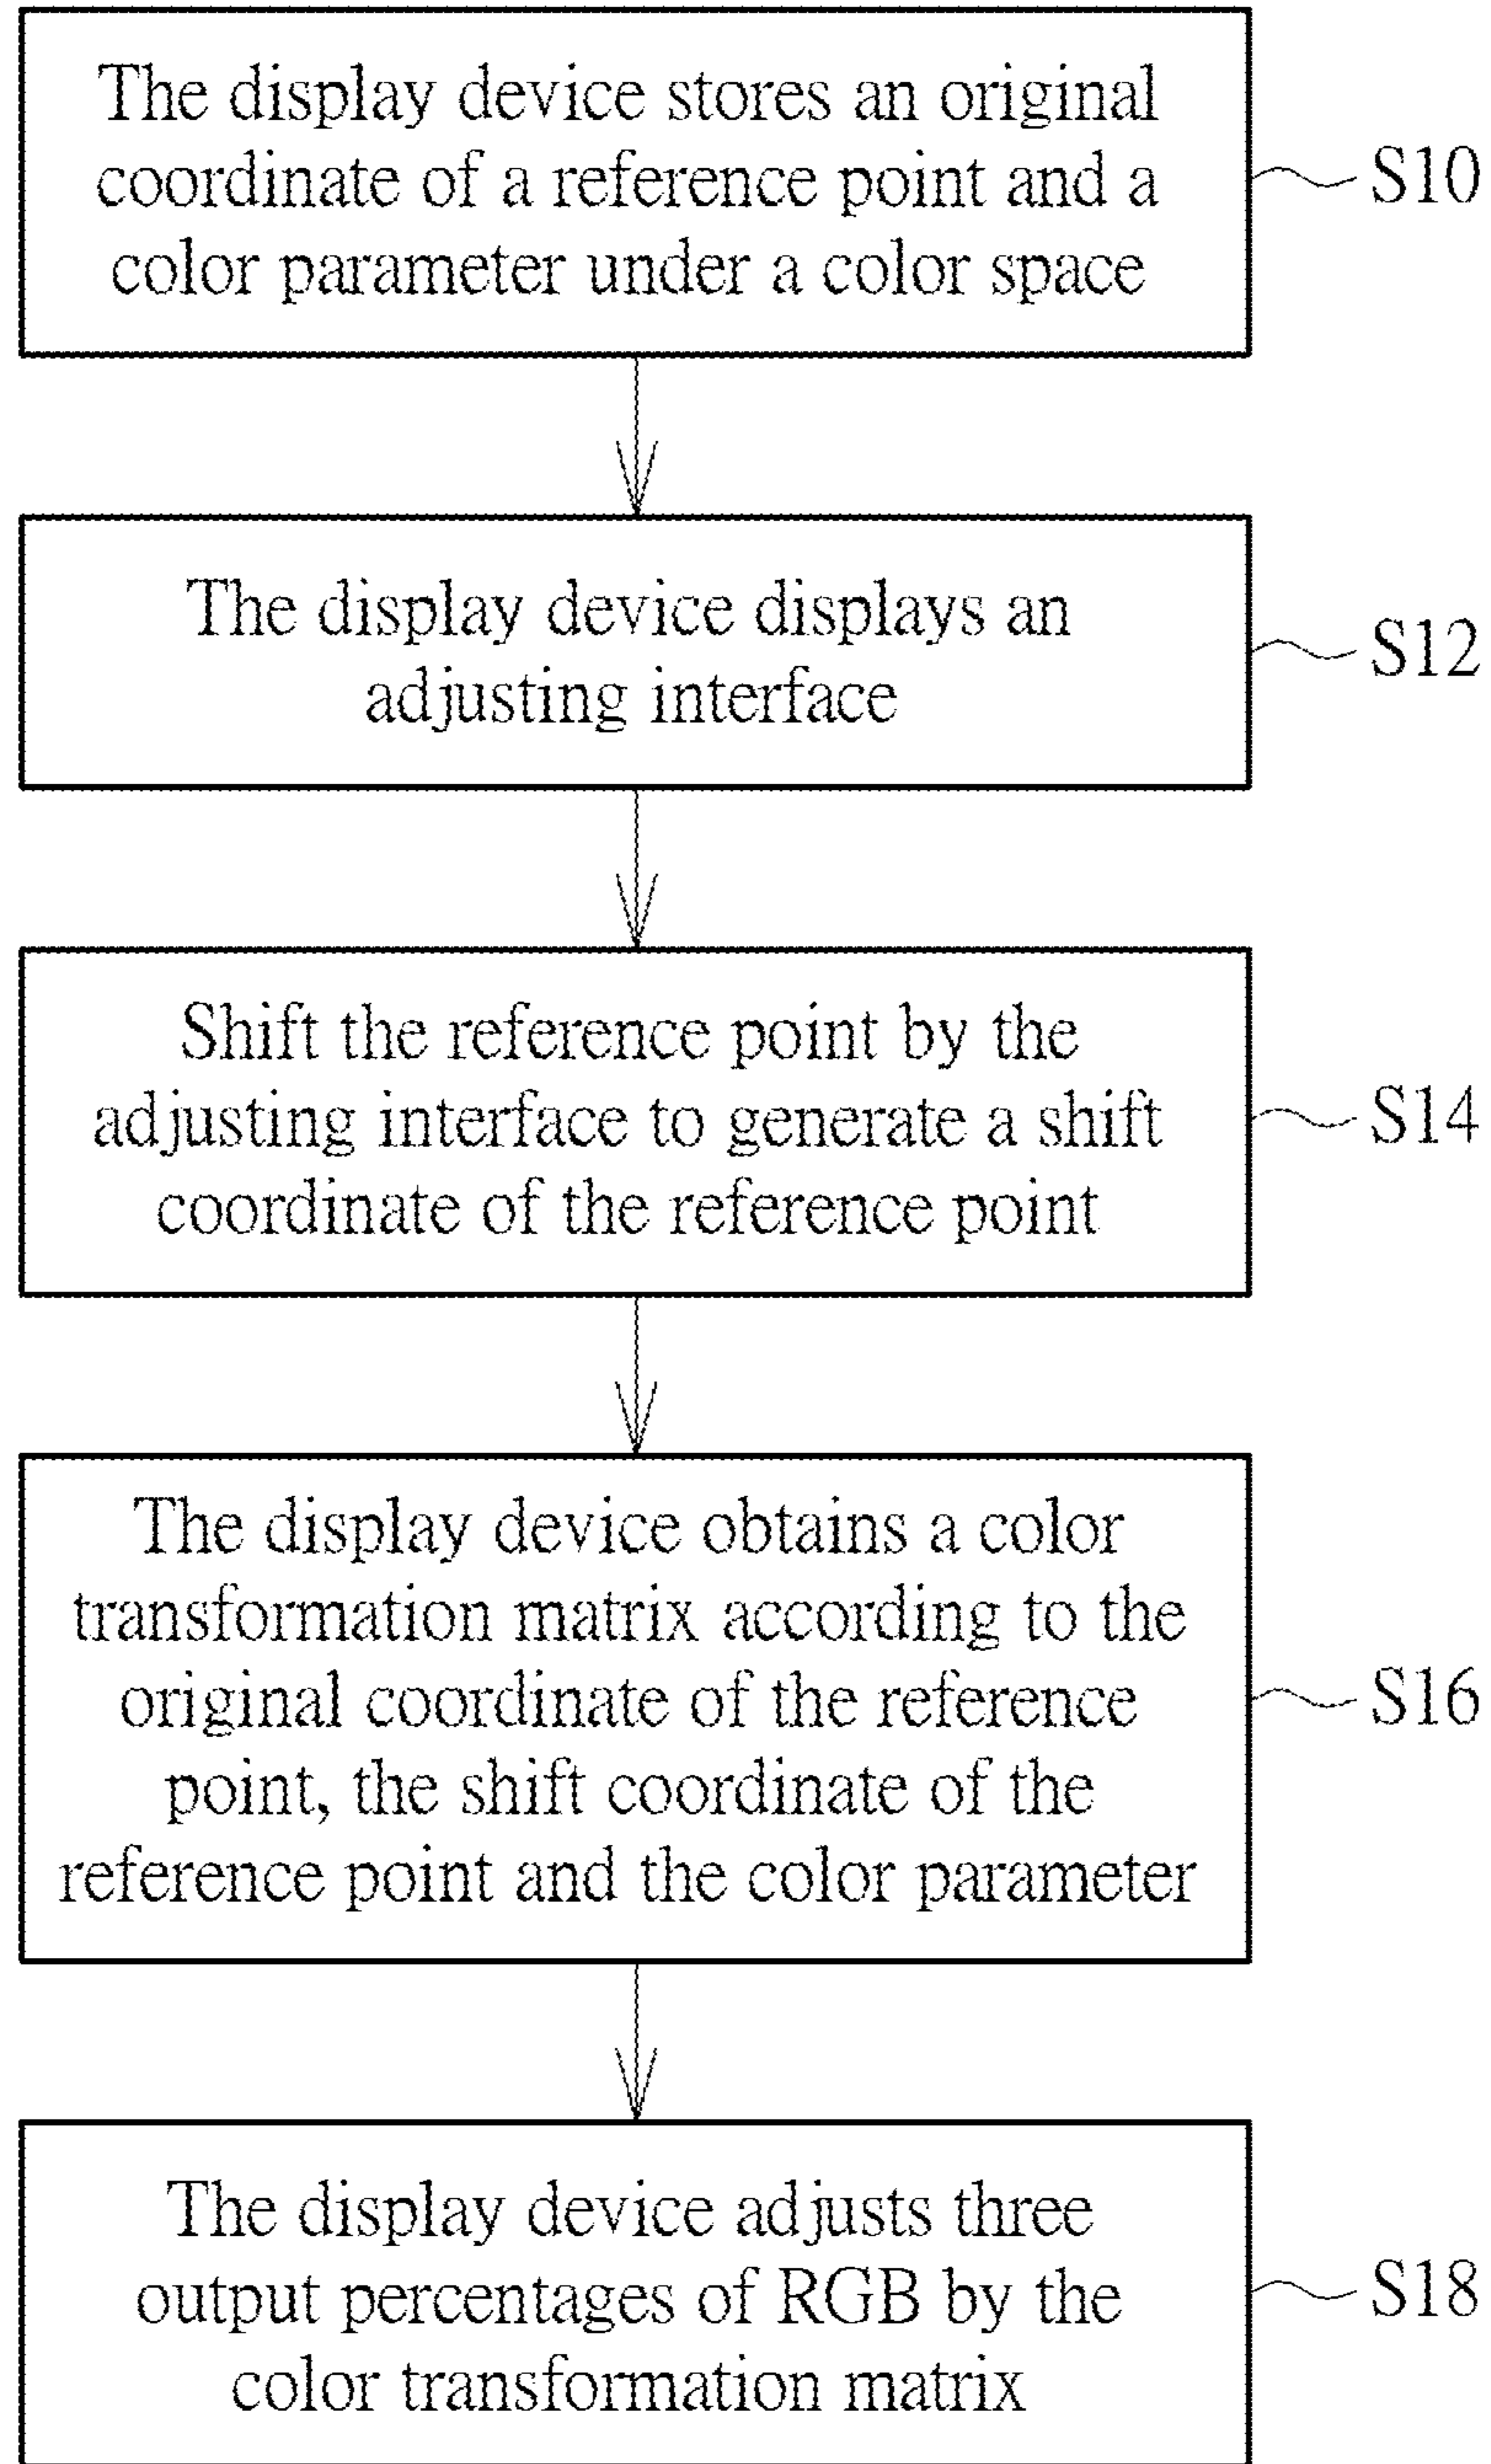 The display device stores an original
coordinate of a reference point and a
color parameter under a color space
S10
The display device displays an
adjusting interface
S12
Shift the reference point by the
adjusting interface to generate a shift
coordinate of the reference point
S14
The display device obtains a color
transformation matrix according to the
original coordinate of the reference
point, the shift coordinate of the
reference point and the color parameter
S16
The display device adjusts three
output percentages of RGB by the
color transformation matrix
S18